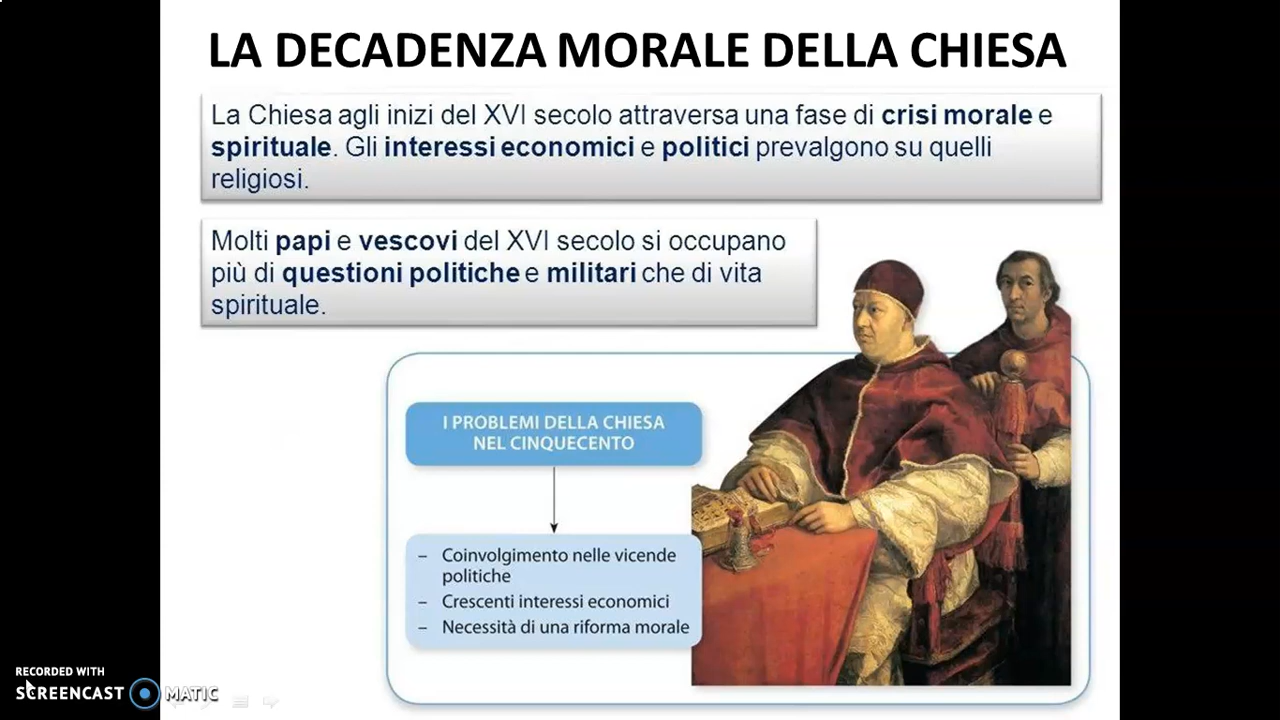 LA DECADENZA MORALE DELLA CHIESA
La Chiesa agli inizi del XVI secolo attraversa una fase di crisi morale e
spirituale. Gli interessi economici e politici prevalgono su quelli
religiosi.
Molti papi e vescovi del XVI secolo si occupano
più di questioni politiche e militari che di vita
spirituale.
I PROBLEMI DELLA CHIESA
NEL CINQUECENTO
– Coinvolgimento nelle vicende
politiche
– Crescenti interessi economici
– Necessità di una riforma morale
RECORDED WITH
SCREENCAST MATIC